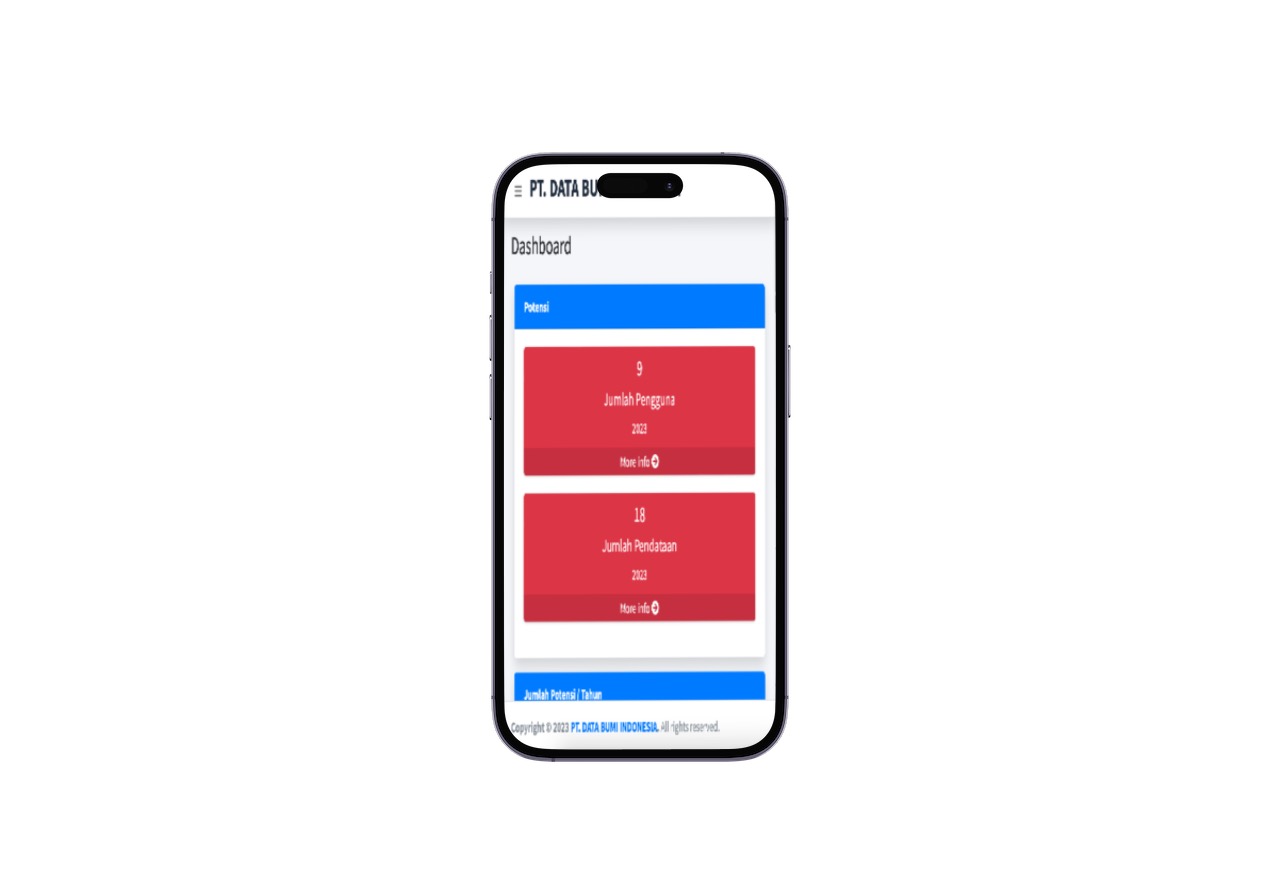 PT. DATA BU
Dashboard
Potensi
9
Jumlah Pengguna
2023
More info
18
Jumlah Pendataan
2023
More info
Jumlah Potensi / Tahun
Copyright © 2023 PT. DATA BUMI INDONESIA. All rights reserved.